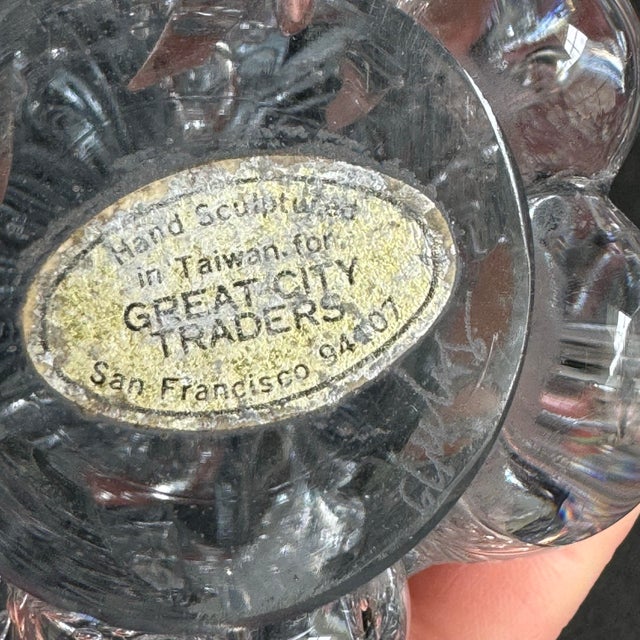 Hand Sculptured
in Taiwan for
GREAT CITY
TRADERS
San Francisco 94107